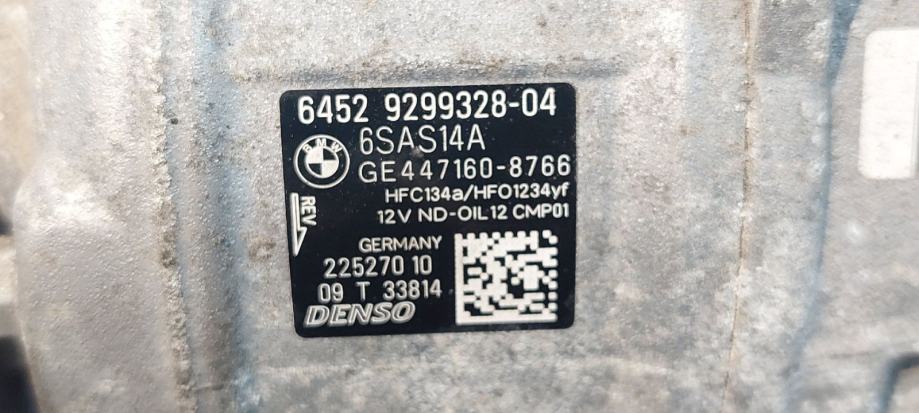 6452 9299328-04
BMW
6SAS14A
GE447160-8766
HFC134a/HFO1234yf
REV
12V ND-OIL12 CMP01
GERMANY
225270 10
09 T 33814
DENSO